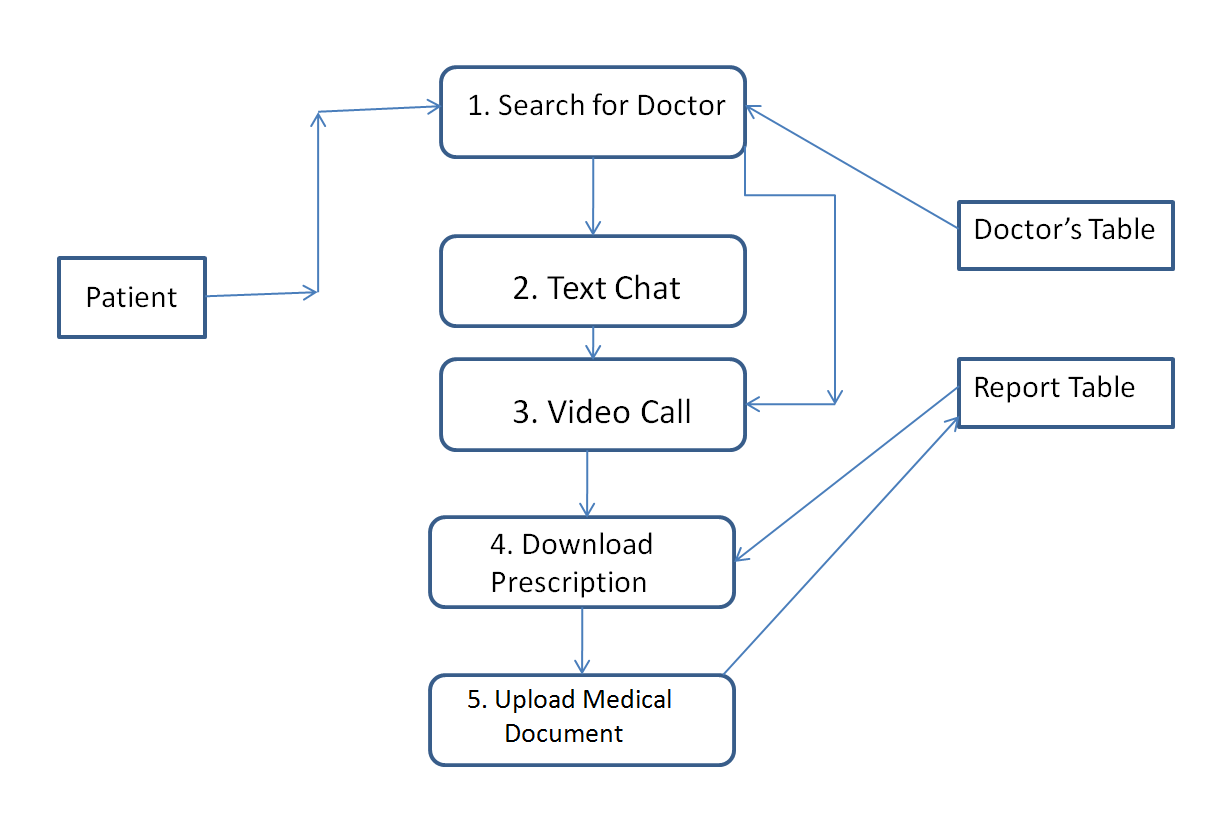 1. Search for Doctor
Doctor’s Table
2. Text Chat
Patient
Report Table
3. Video Call
4. Download
Prescription
5. Upload Medical
Document